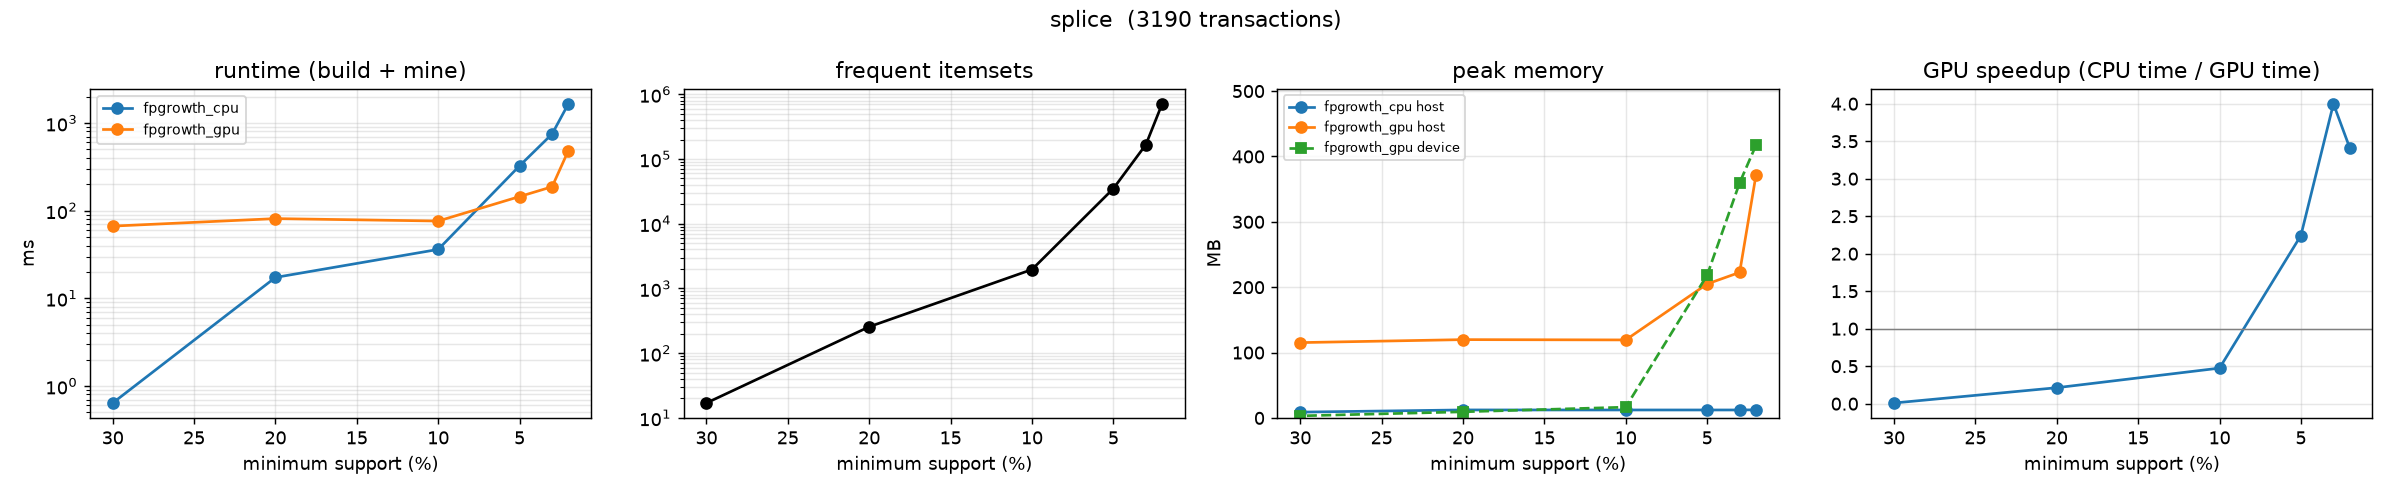 splice  (3190 transactions)
runtime (build + mine)
fpgrowth_cpu
fpgrowth_gpu
10³
10²
10¹
10⁰
ms
30 25 20 15 10 5
minimum support (%)
frequent itemsets
10⁶
10⁵
10⁴
10³
10²
10¹
30 25 20 15 10 5
minimum support (%)
peak memory
fpgrowth_cpu host
fpgrowth_gpu host
fpgrowth_gpu device
500
400
300
200
100
0
MB
30 25 20 15 10 5
minimum support (%)
GPU speedup (CPU time / GPU time)
4.0
3.5
3.0
2.5
2.0
1.5
1.0
0.5
0.0
30 25 20 15 10 5
minimum support (%)